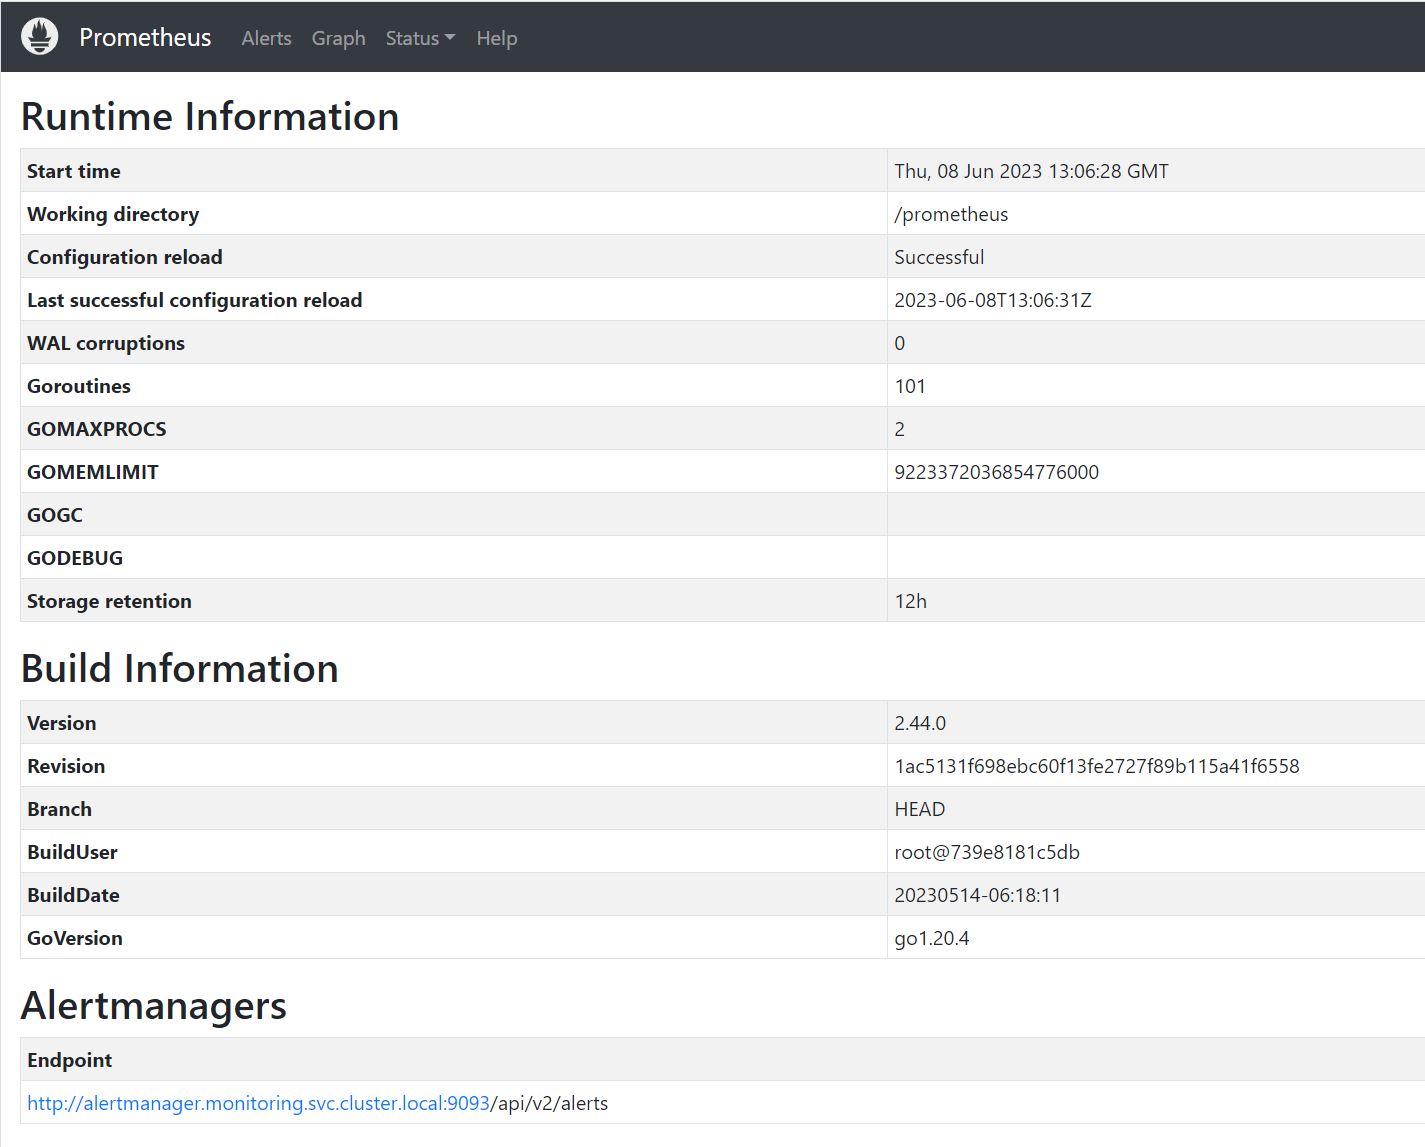 Prometheus Alerts Graph Status Help
Runtime Information
Start time Thu, 08 Jun 2023 13:06:28 GMT
Working directory /prometheus
Configuration reload Successful
Last successful configuration reload 2023-06-08T13:06:31Z
WAL corruptions 0
Goroutines 101
GOMAXPROCS 2
GOMEMLIMIT 9223372036854776000
GOGC
GODEBUG
Storage retention 12h
Build Information
Version 2.44.0
Revision 1ac5131f698ebc60f13fe2727f89b115a41f6558
Branch HEAD
BuildUser root@739e8181c5db
BuildDate 20230514-06:18:11
GoVersion go1.20.4
Alertmanagers
Endpoint
http://alertmanager.monitoring.svc.cluster.local:9093/api/v2/alerts